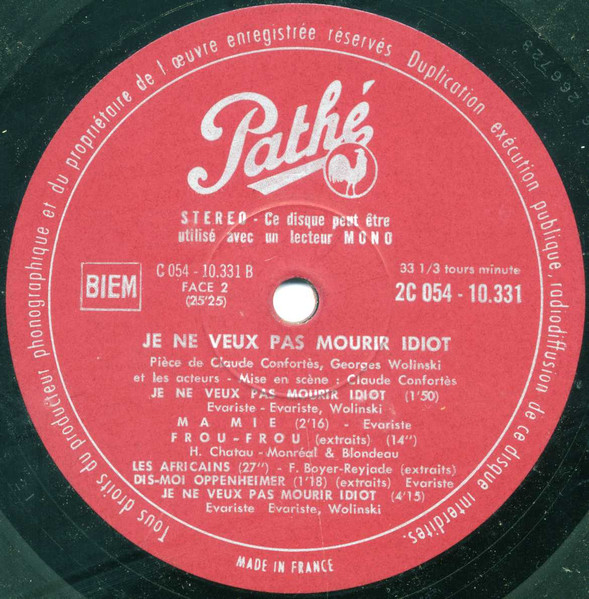 Tous droits du producteur phonographique et du propriétaire de l'œuvre enregistrée réservés Duplication exécution publique, radiodiffusion de ce disque interdites.
Pathé
STEREO - Ce disque peut être
utilisé avec un lecteur MONO
BIEM
C 054 - 10.331 B
FACE 2
(25'25)
33 1/3 tours minute
2C 054 - 10.331
JE NE VEUX PAS MOURIR IDIOT
Pièce de Claude Confortès, Georges Wolinski
et les acteurs - Mise en scène : Claude Confortès
JE NE VEUX PAS MOURIR IDIOT (1'50)
Evariste - Evariste, Wolinski
MA MIE (2'16) - Evariste
FROU-FROU (extraits) (14")
H. Chatau - Monréal & Blondeau
LES AFRICAINS (27") - F. Boyer-Reyjade (extraits)
DIS-MOI OPPENHEIMER (1'18) (extraits) Evariste
JE NE VEUX PAS MOURIR IDIOT (4'15)
Evariste Evariste, Wolinski
MADE IN FRANCE